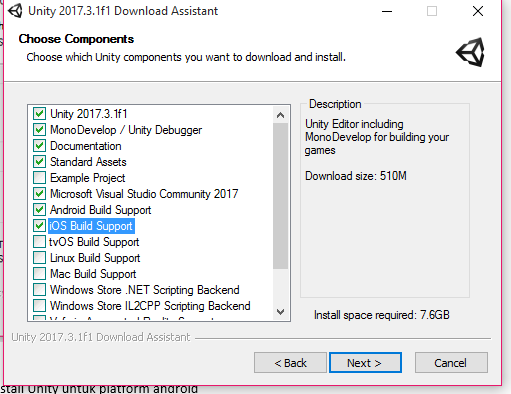 Unity 2017.3.1f1 Download Assistant
Choose Components
Choose which Unity components you want to download and install.
Unity 2017.3.1f1
MonoDevelop / Unity Debugger
Documentation
Standard Assets
Example Project
Microsoft Visual Studio Community 2017
Android Build Support
iOS Build Support
tvOS Build Support
Linux Build Support
Mac Build Support
Windows Store .NET Scripting Backend
Windows Store IL2CPP Scripting Backend
Description
Unity Editor including
MonoDevelop for building your
games
Download size: 510M
Install space required: 7.6GB
Unity 2017.3.1f1 Download Assistant
< Back
Next >
Cancel
Unity untuk platform android